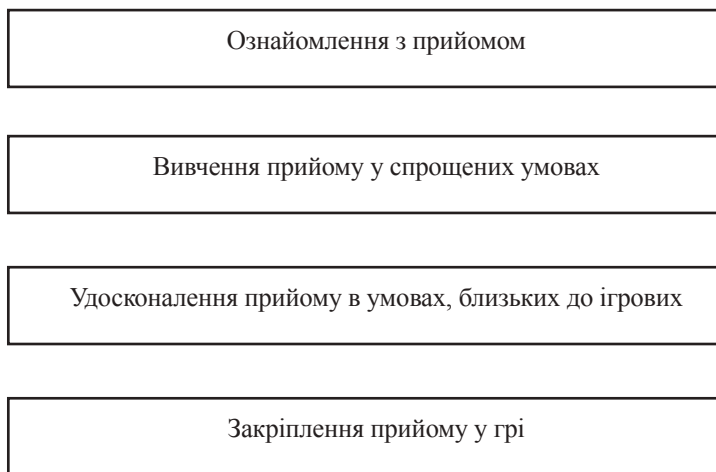 Ознайомлення з прийомом
Вивчення прийому у спрощених умовах
Удосконалення прийому в умовах, близьких до ігрових
Закріплення прийому у грі